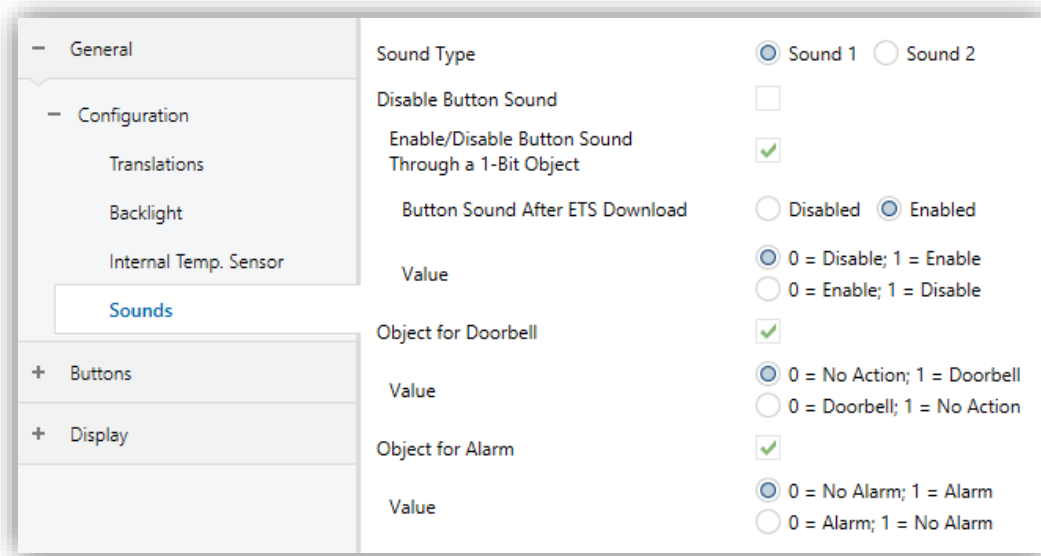 General
Configuration
Translations
Backlight
Internal Temp. Sensor
Sounds
Buttons
Display
Sound Type
Sound 1 Sound 2
Disable Button Sound
Enable/Disable Button Sound
Through a 1-Bit Object
Button Sound After ETS Download
Disabled Enabled
Value
0 = Disable; 1 = Enable
0 = Enable; 1 = Disable
Object for Doorbell
Value
0 = No Action; 1 = Doorbell
0 = Doorbell; 1 = No Action
Object for Alarm
Value
0 = No Alarm; 1 = Alarm
0 = Alarm; 1 = No Alarm